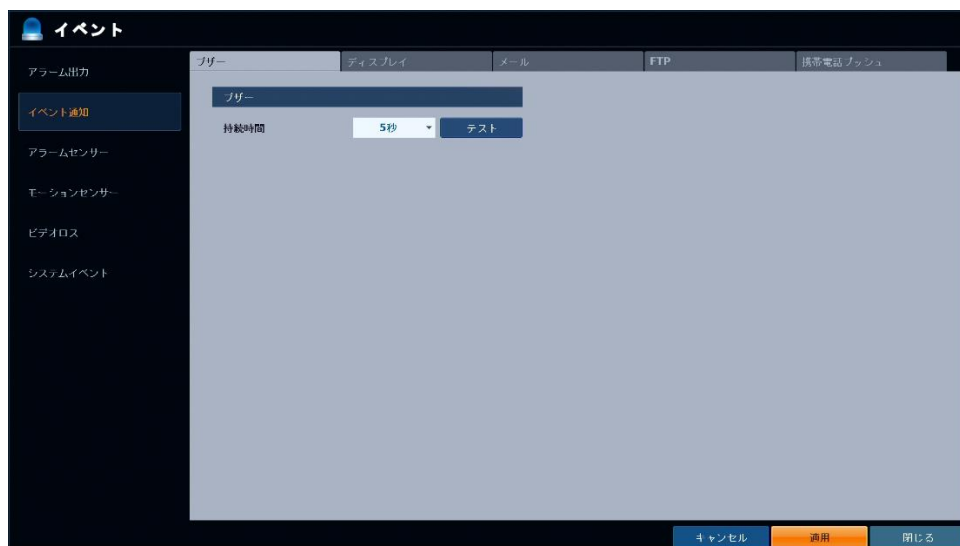 イベント
アラーム出力
イベント通知
アラームセンサー
モーションセンサー
ビデオロス
システムイベント
ブザー ディスプレイ メール FTP 携帯電話プッシュ
ブザー
持続時間 5秒 テスト
キャンセル 適用 閉じる